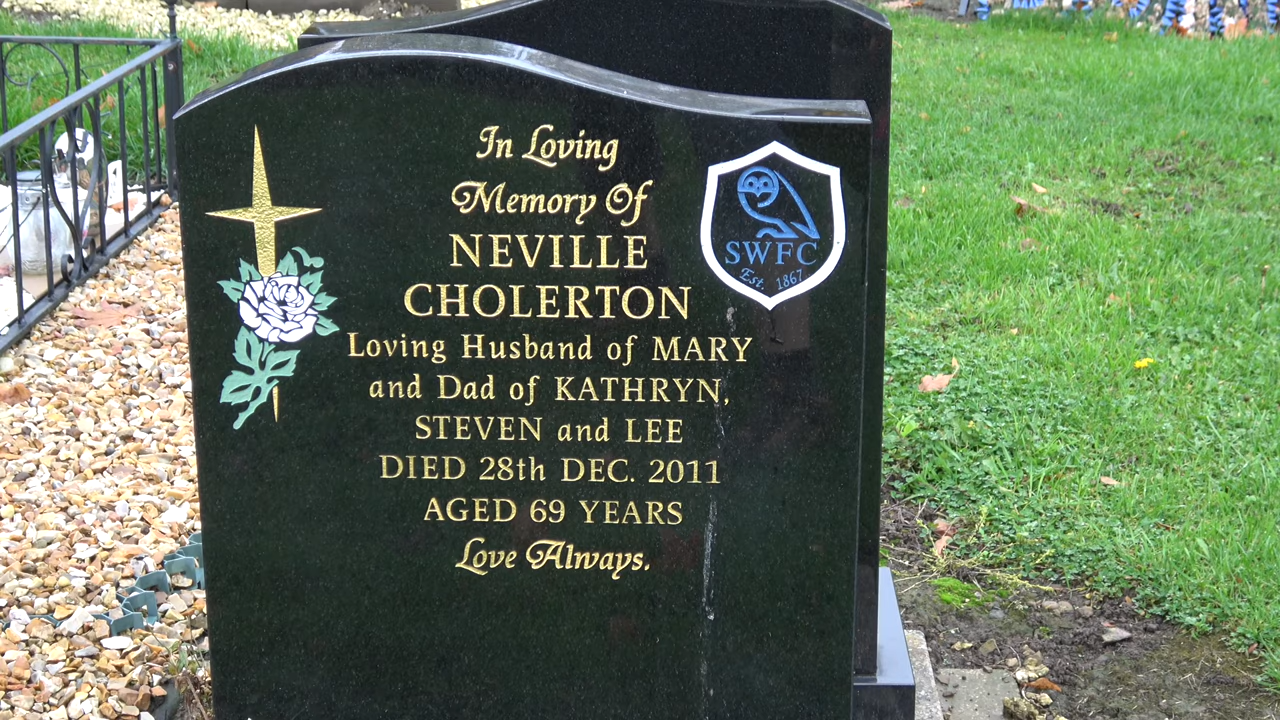 In Loving
Memory Of
NEVILLE
CHOLERTON
Loving Husband of MARY
and Dad of KATHRYN,
STEVEN and LEE
DIED 28th DEC. 2011
AGED 69 YEARS
Love Always.
SWFC
Est. 1867